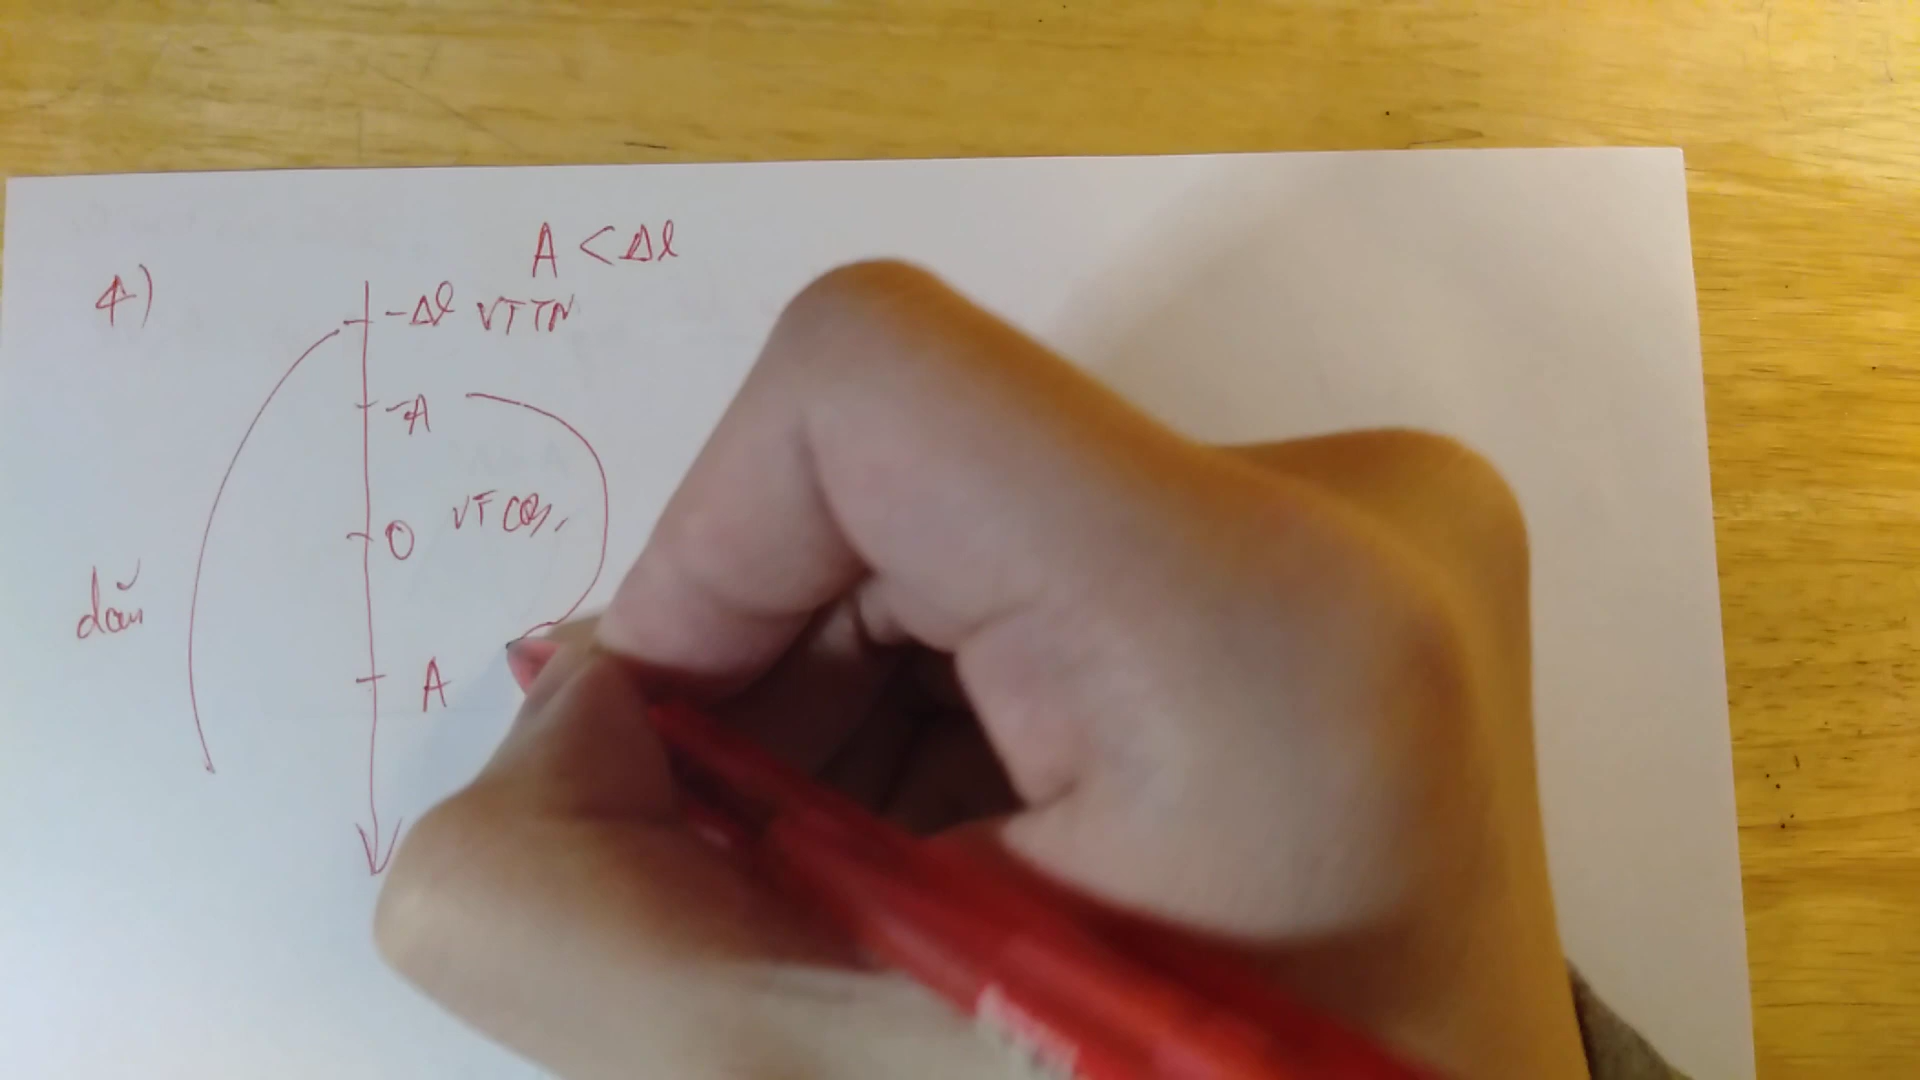 A < Δl
4)
-Δl VTTN
-A
VTCB
O
dãn
A